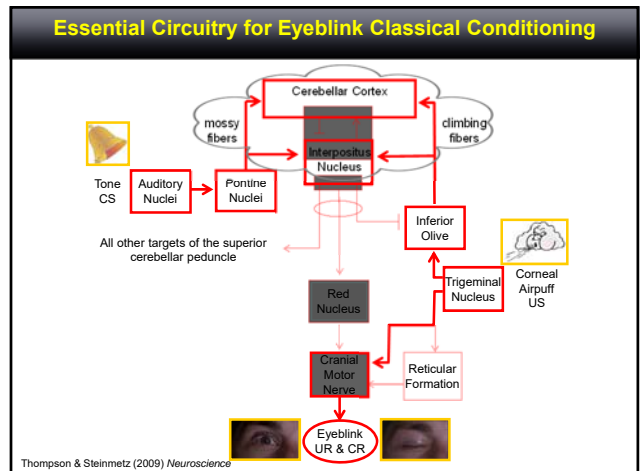 Essential Circuitry for Eyeblink Classical Conditioning
Cerebellar Cortex
mossy
fibers
climbing
fibers
Interpositus
Nucleus
Tone
CS
Auditory
Nuclei
Pontine
Nuclei
Inferior
Olive
All other targets of the superior
cerebellar peduncle
Trigeminal
Nucleus
Corneal
Airpuff
US
Red
Nucleus
Cranial
Motor
Nerve
Reticular
Formation
Eyeblink
UR & CR
Thompson & Steinmetz (2009) Neuroscience